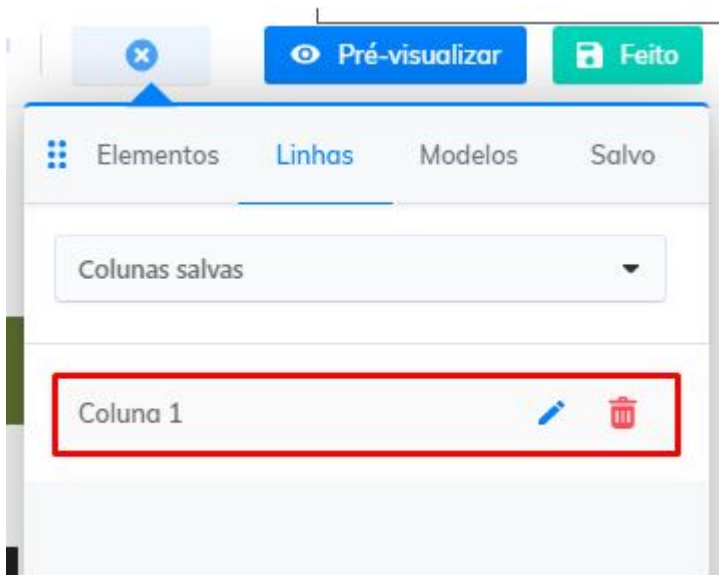 Pré-visualizar Feito
Elementos Linhas Modelos Salvo
Colunas salvas
Coluna 1